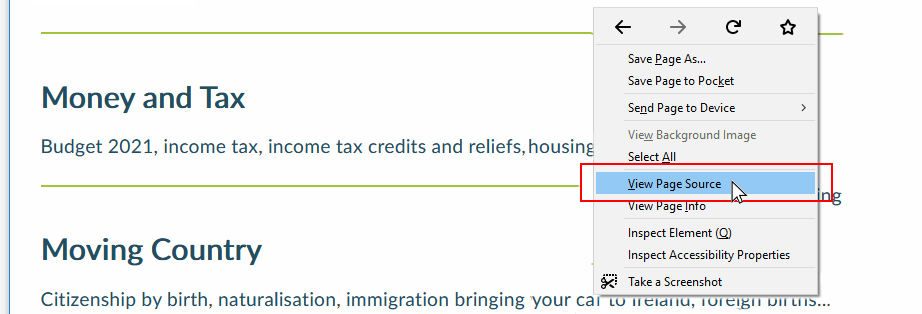 Money and Tax
Budget 2021, income tax, income tax credits and reliefs, housing
ing
Moving Country
Citizenship by birth, naturalisation, immigration bringing your car to Ireland, foreign births...
Save Page As...
Save Page to Pocket
Send Page to Device
View Background Image
Select All
View Page Source
View Page Info
Inspect Element (Q)
Inspect Accessibility Properties
Take a Screenshot